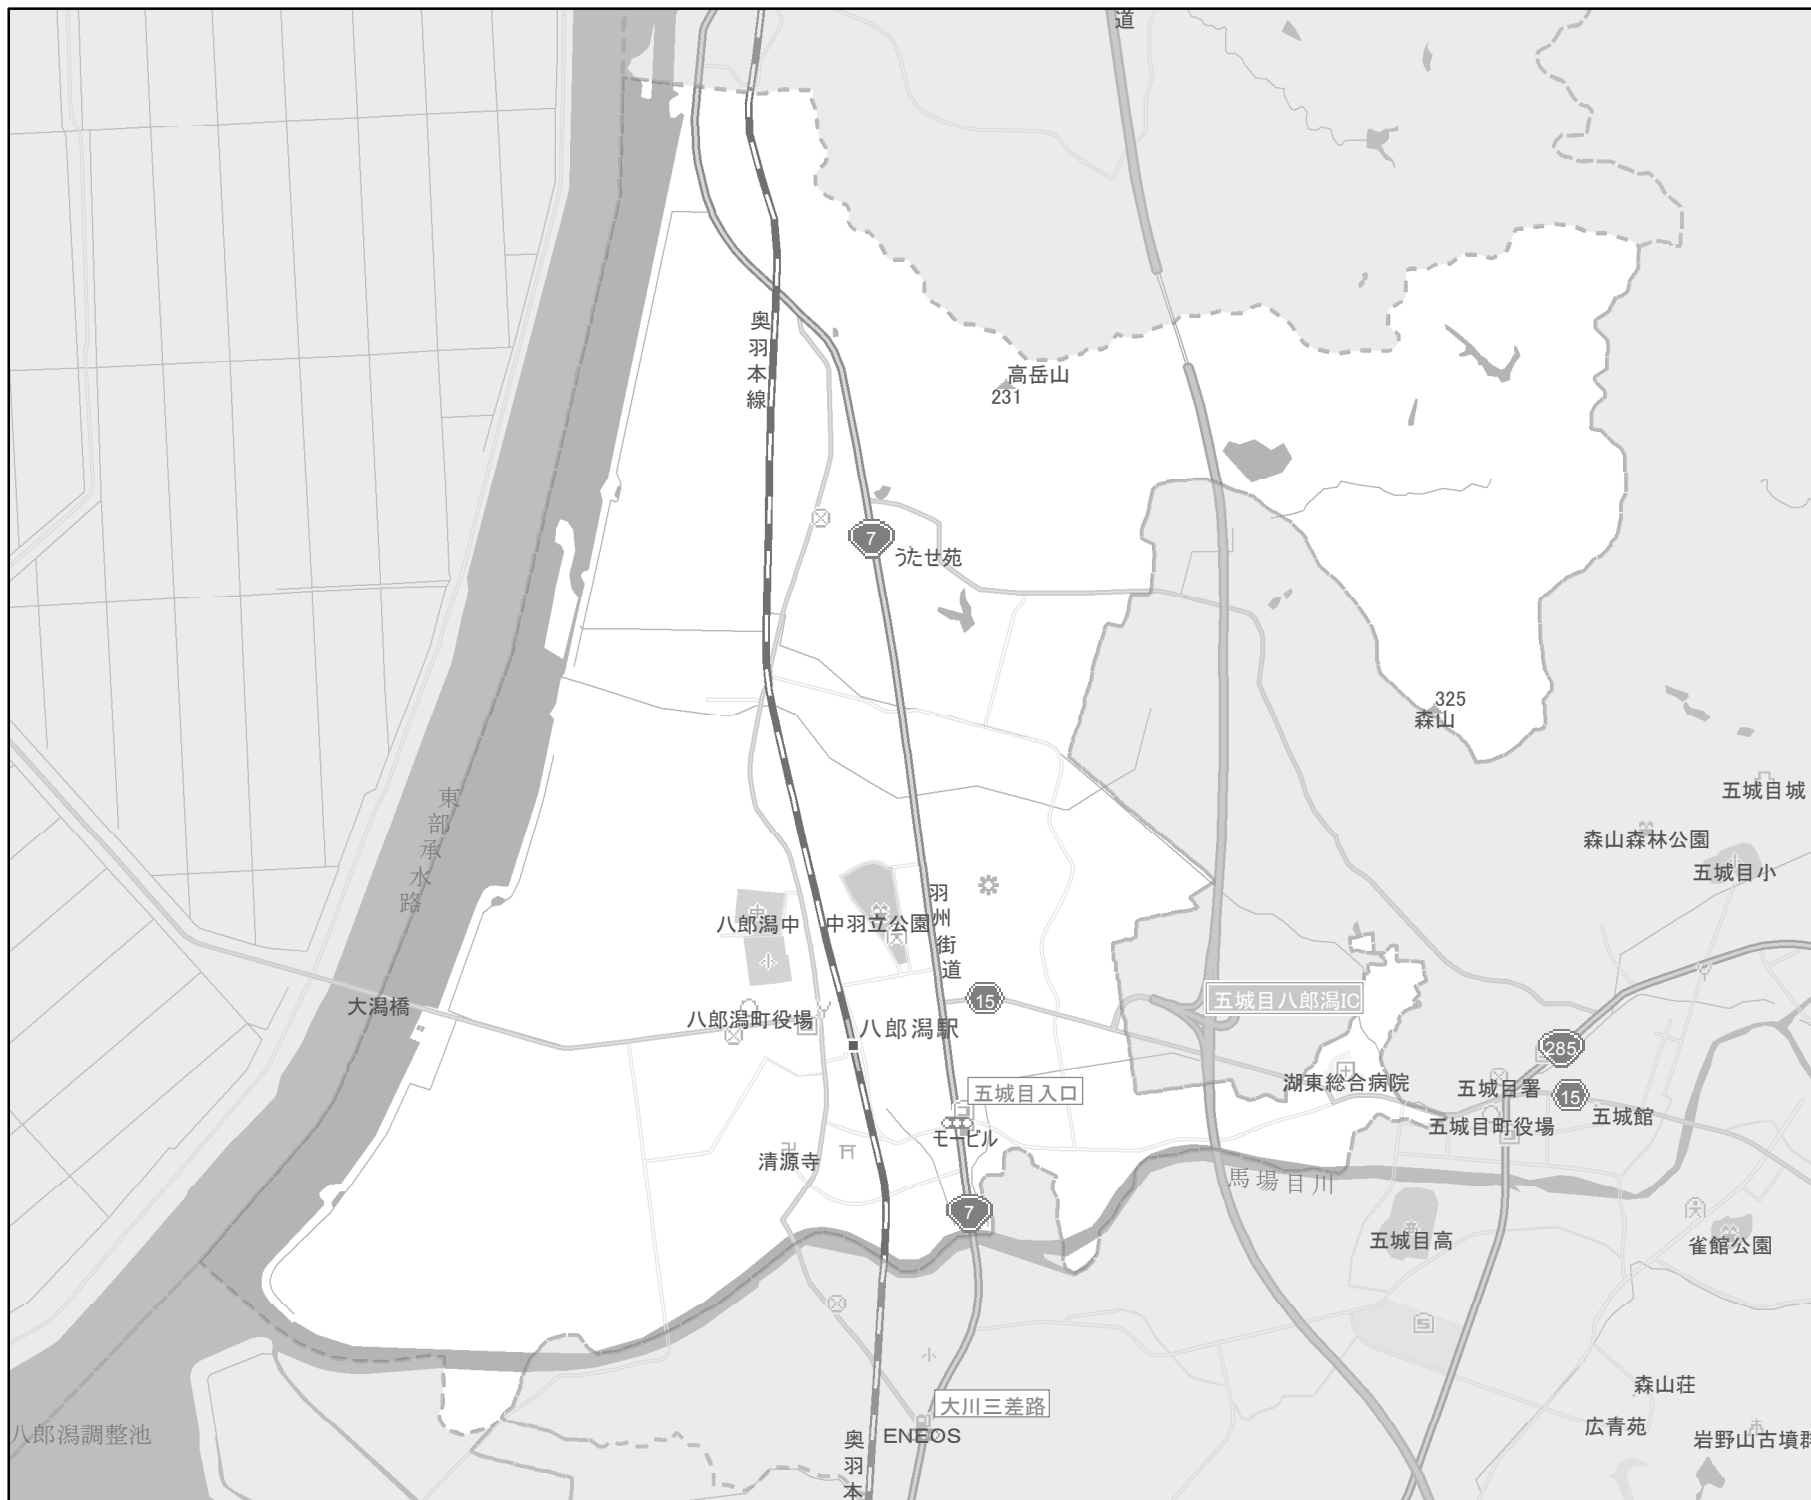 道
奥羽本線
高岳山
231
7
うたせ苑
325
森山
五城目城
森山森林公園
五城目小
東部承水路
羽州街道
八郎潟中
中羽立公園
大潟橋
15
五城目八郎潟IC
八郎潟町役場
八郎潟駅
285
湖東総合病院
五城目署
15
五城目入口
五城館
モービル
五城目町役場
清源寺
馬場目川
7
五城目高
雀館公園
森山荘
大川三差路
広青苑
八郎潟調整池
ENEOS
岩野山古墳群
奥羽本